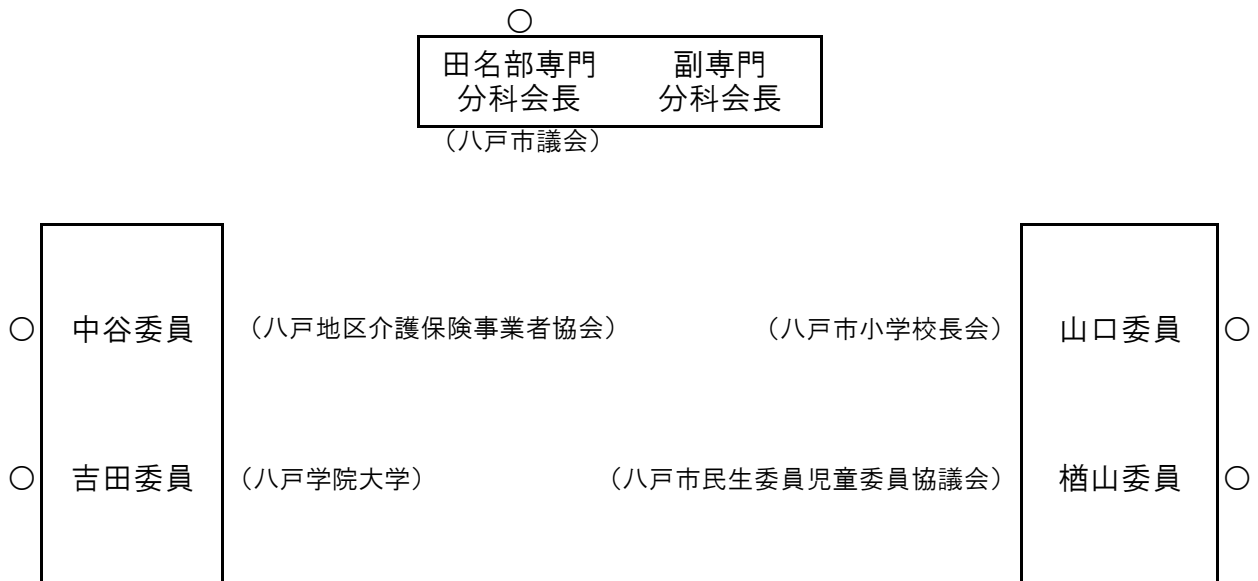 ○
田名部専門 副専門
分科会長 分科会長
（八戸市議会）
○ 中谷委員 （八戸地区介護保険事業者協会） （八戸市小学校長会） 山口委員 ○
○ 吉田委員 （八戸学院大学） （八戸市民生委員児童委員協議会） 楢山委員 ○